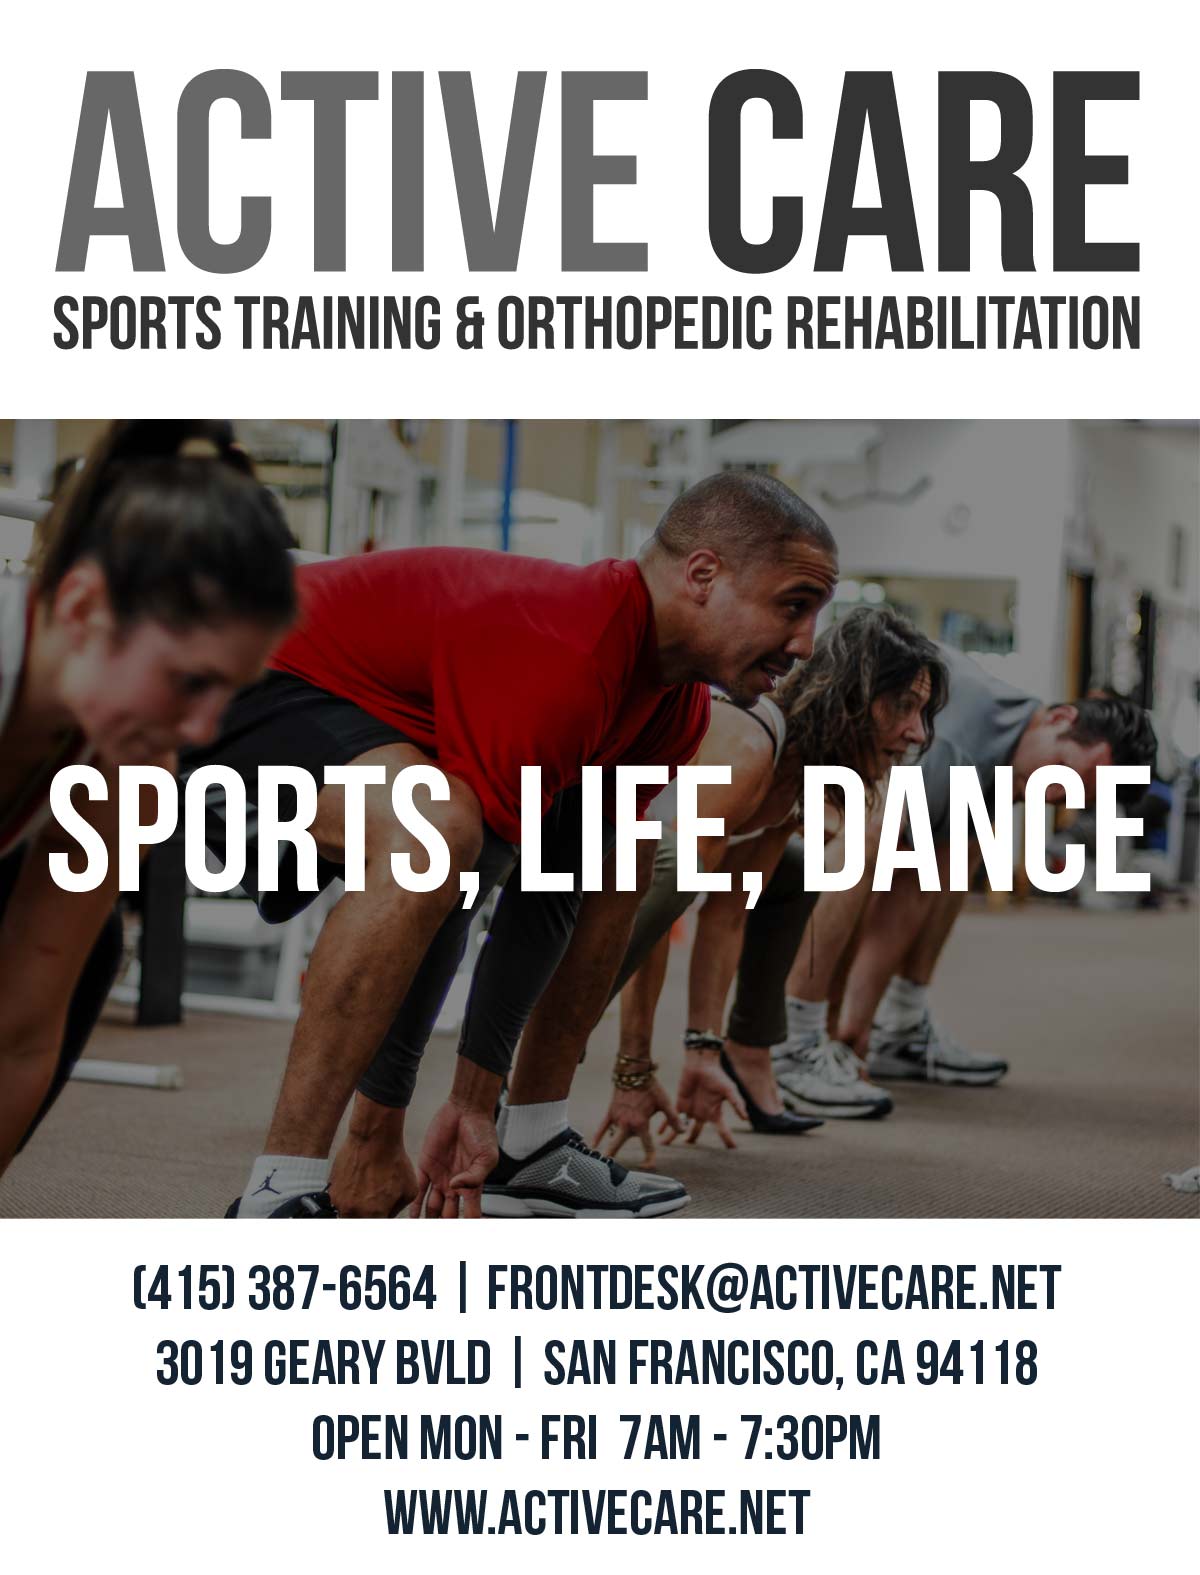 ACTIVE CARE
SPORTS TRAINING & ORTHOPEDIC REHABILITATION
SPORTS, LIFE, DANCE
(415) 387-6564 | FRONTDESK@ACTIVECARE.NET
3019 GEARY BVLD | SAN FRANCISCO, CA 94118
OPEN MON - FRI 7AM - 7:30PM
WWW.ACTIVECARE.NET